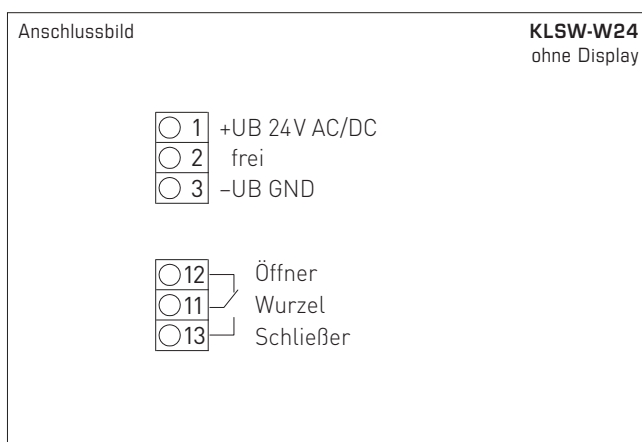 Anschlussbild
KLSW-W24
ohne Display
1 +UB 24V AC/DC
2 frei
3 –UB GND
12 Öffner
11 Wurzel
13 Schließer